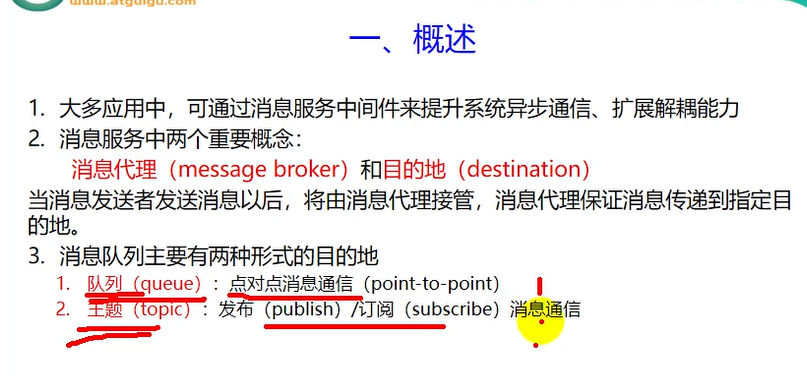 www.atguigu.com
一、概述
1. 大多应用中，可通过消息服务中间件来提升系统异步通信、扩展解耦能力
2. 消息服务中两个重要概念：
消息代理（message broker）和目的地（destination）
当消息发送者发送消息以后，将由消息代理接管，消息代理保证消息传递到指定目
的地。
3. 消息队列主要有两种形式的目的地
1. 队列（queue）：点对点消息通信（point-to-point）
2. 主题（topic）：发布（publish）/订阅（subscribe）消息通信